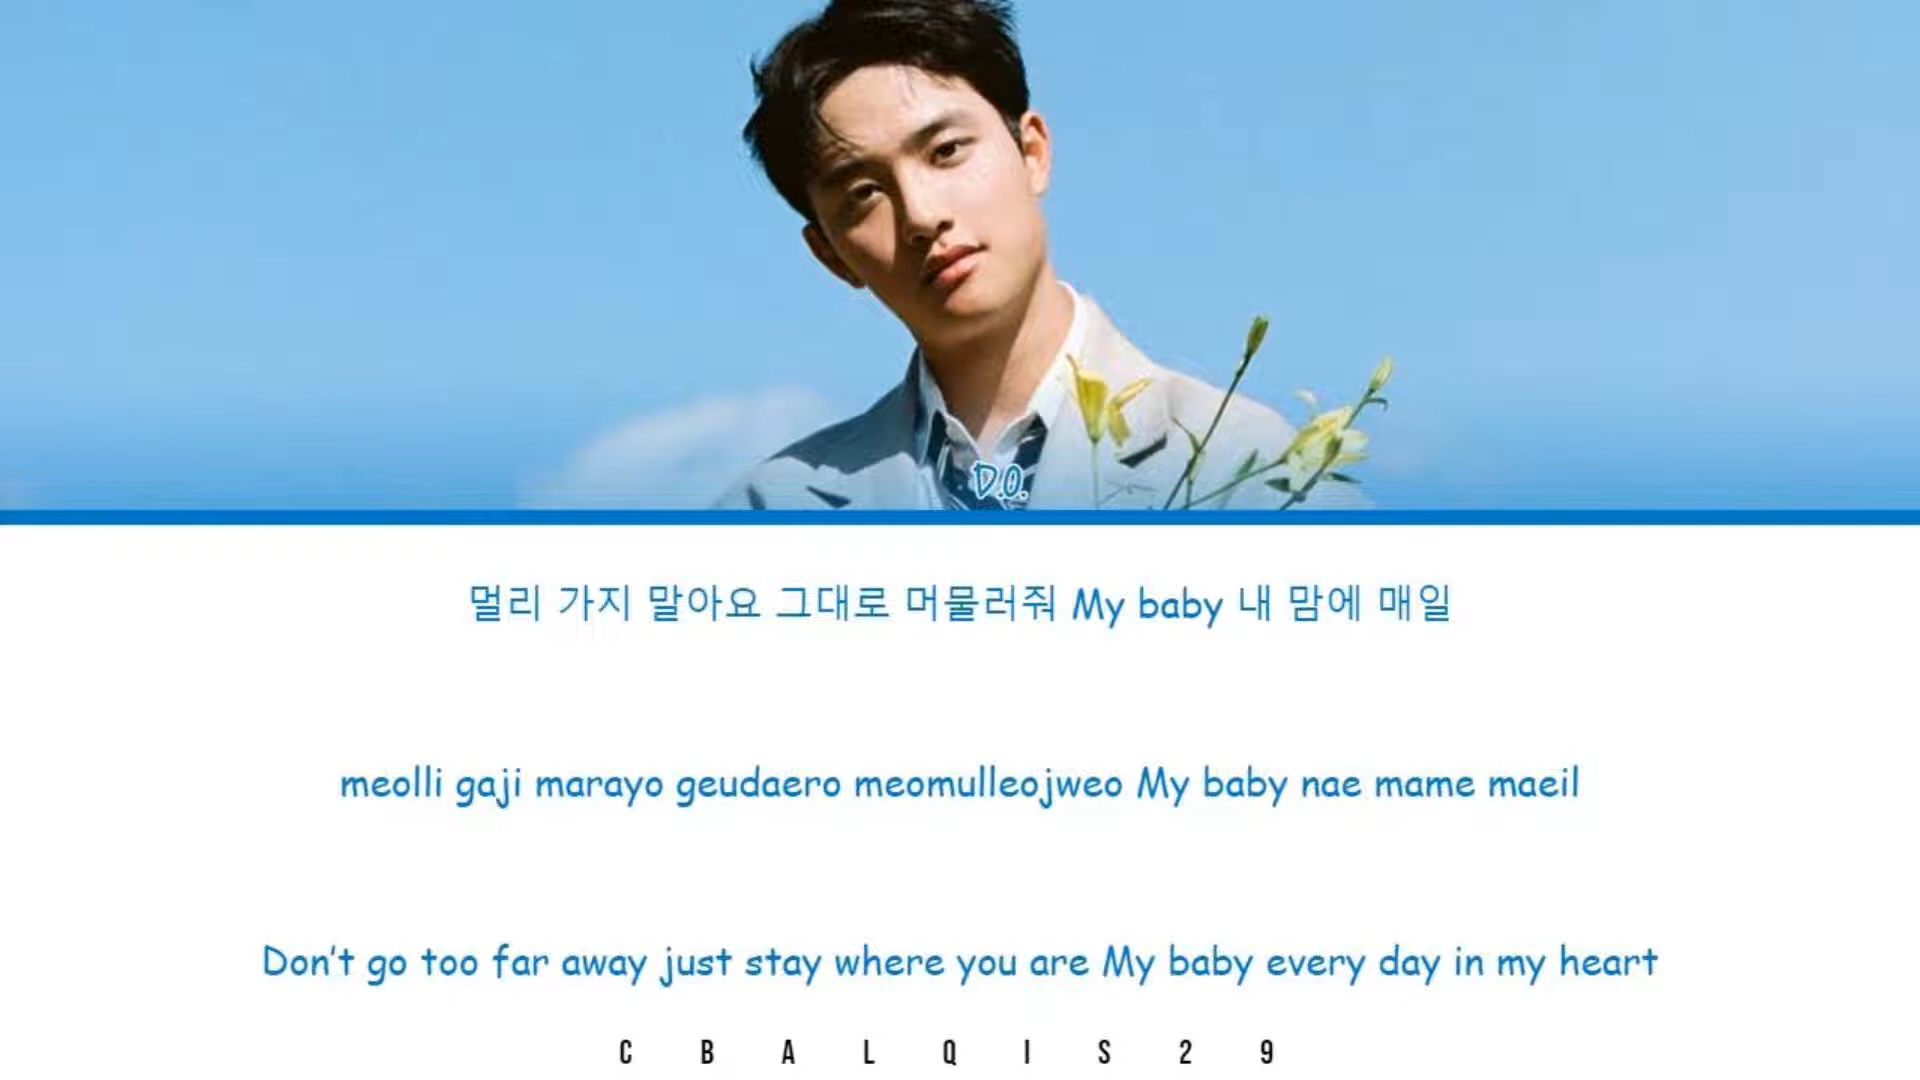 D.O.
멀리 가지 말아요 그대로 머물러줘 My baby 내 맘에 매일
meolli gaji marayo geudaero meomulleojweo My baby nae mame maeil
Don't go too far away just stay where you are My baby every day in my heart
CBALQIS29